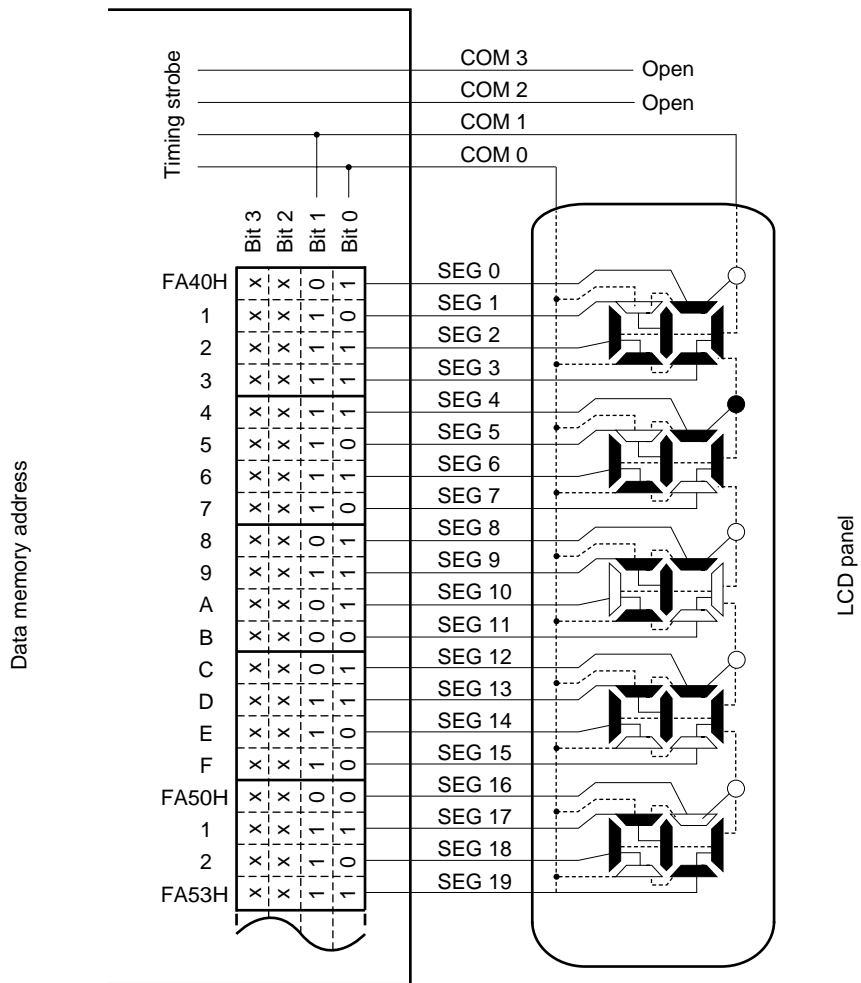 COM 3 Open
COM 2 Open
COM 1
COM 0
Timing strobe
Bit 3 Bit 2 Bit 1 Bit 0
FA40H x x 0 1 SEG 0
1 x x 1 0 SEG 1
2 x x 1 1 SEG 2
3 x x 1 1 SEG 3
4 x x 1 1 SEG 4
5 x x 1 0 SEG 5
6 x x 1 1 SEG 6
7 x x 1 0 SEG 7
8 x x 0 1 SEG 8
9 x x 1 1 SEG 9
A x x 0 1 SEG 10
B x x 0 0 SEG 11
C x x 0 1 SEG 12
D x x 1 1 SEG 13
E x x 1 0 SEG 14
F x x 1 0 SEG 15
FA50H x x 0 0 SEG 16
1 x x 1 1 SEG 17
2 x x 1 0 SEG 18
FA53H x x 1 1 SEG 19
Data memory address
LCD panel